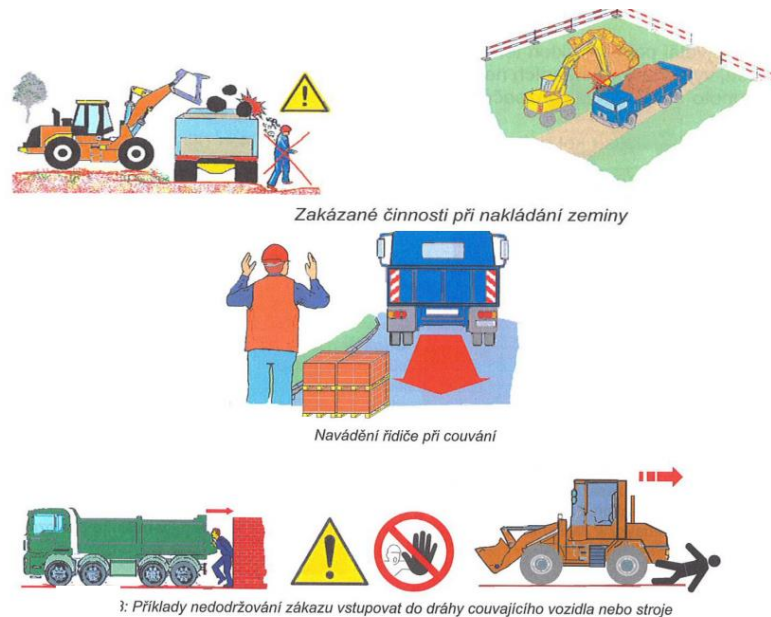 Zakázané činnosti při nakládání zeminy
Navádění řidiče při couvání
3: Příklady nedodržování zákazu vstupovat do dráhy couvajícího vozidla nebo stroje